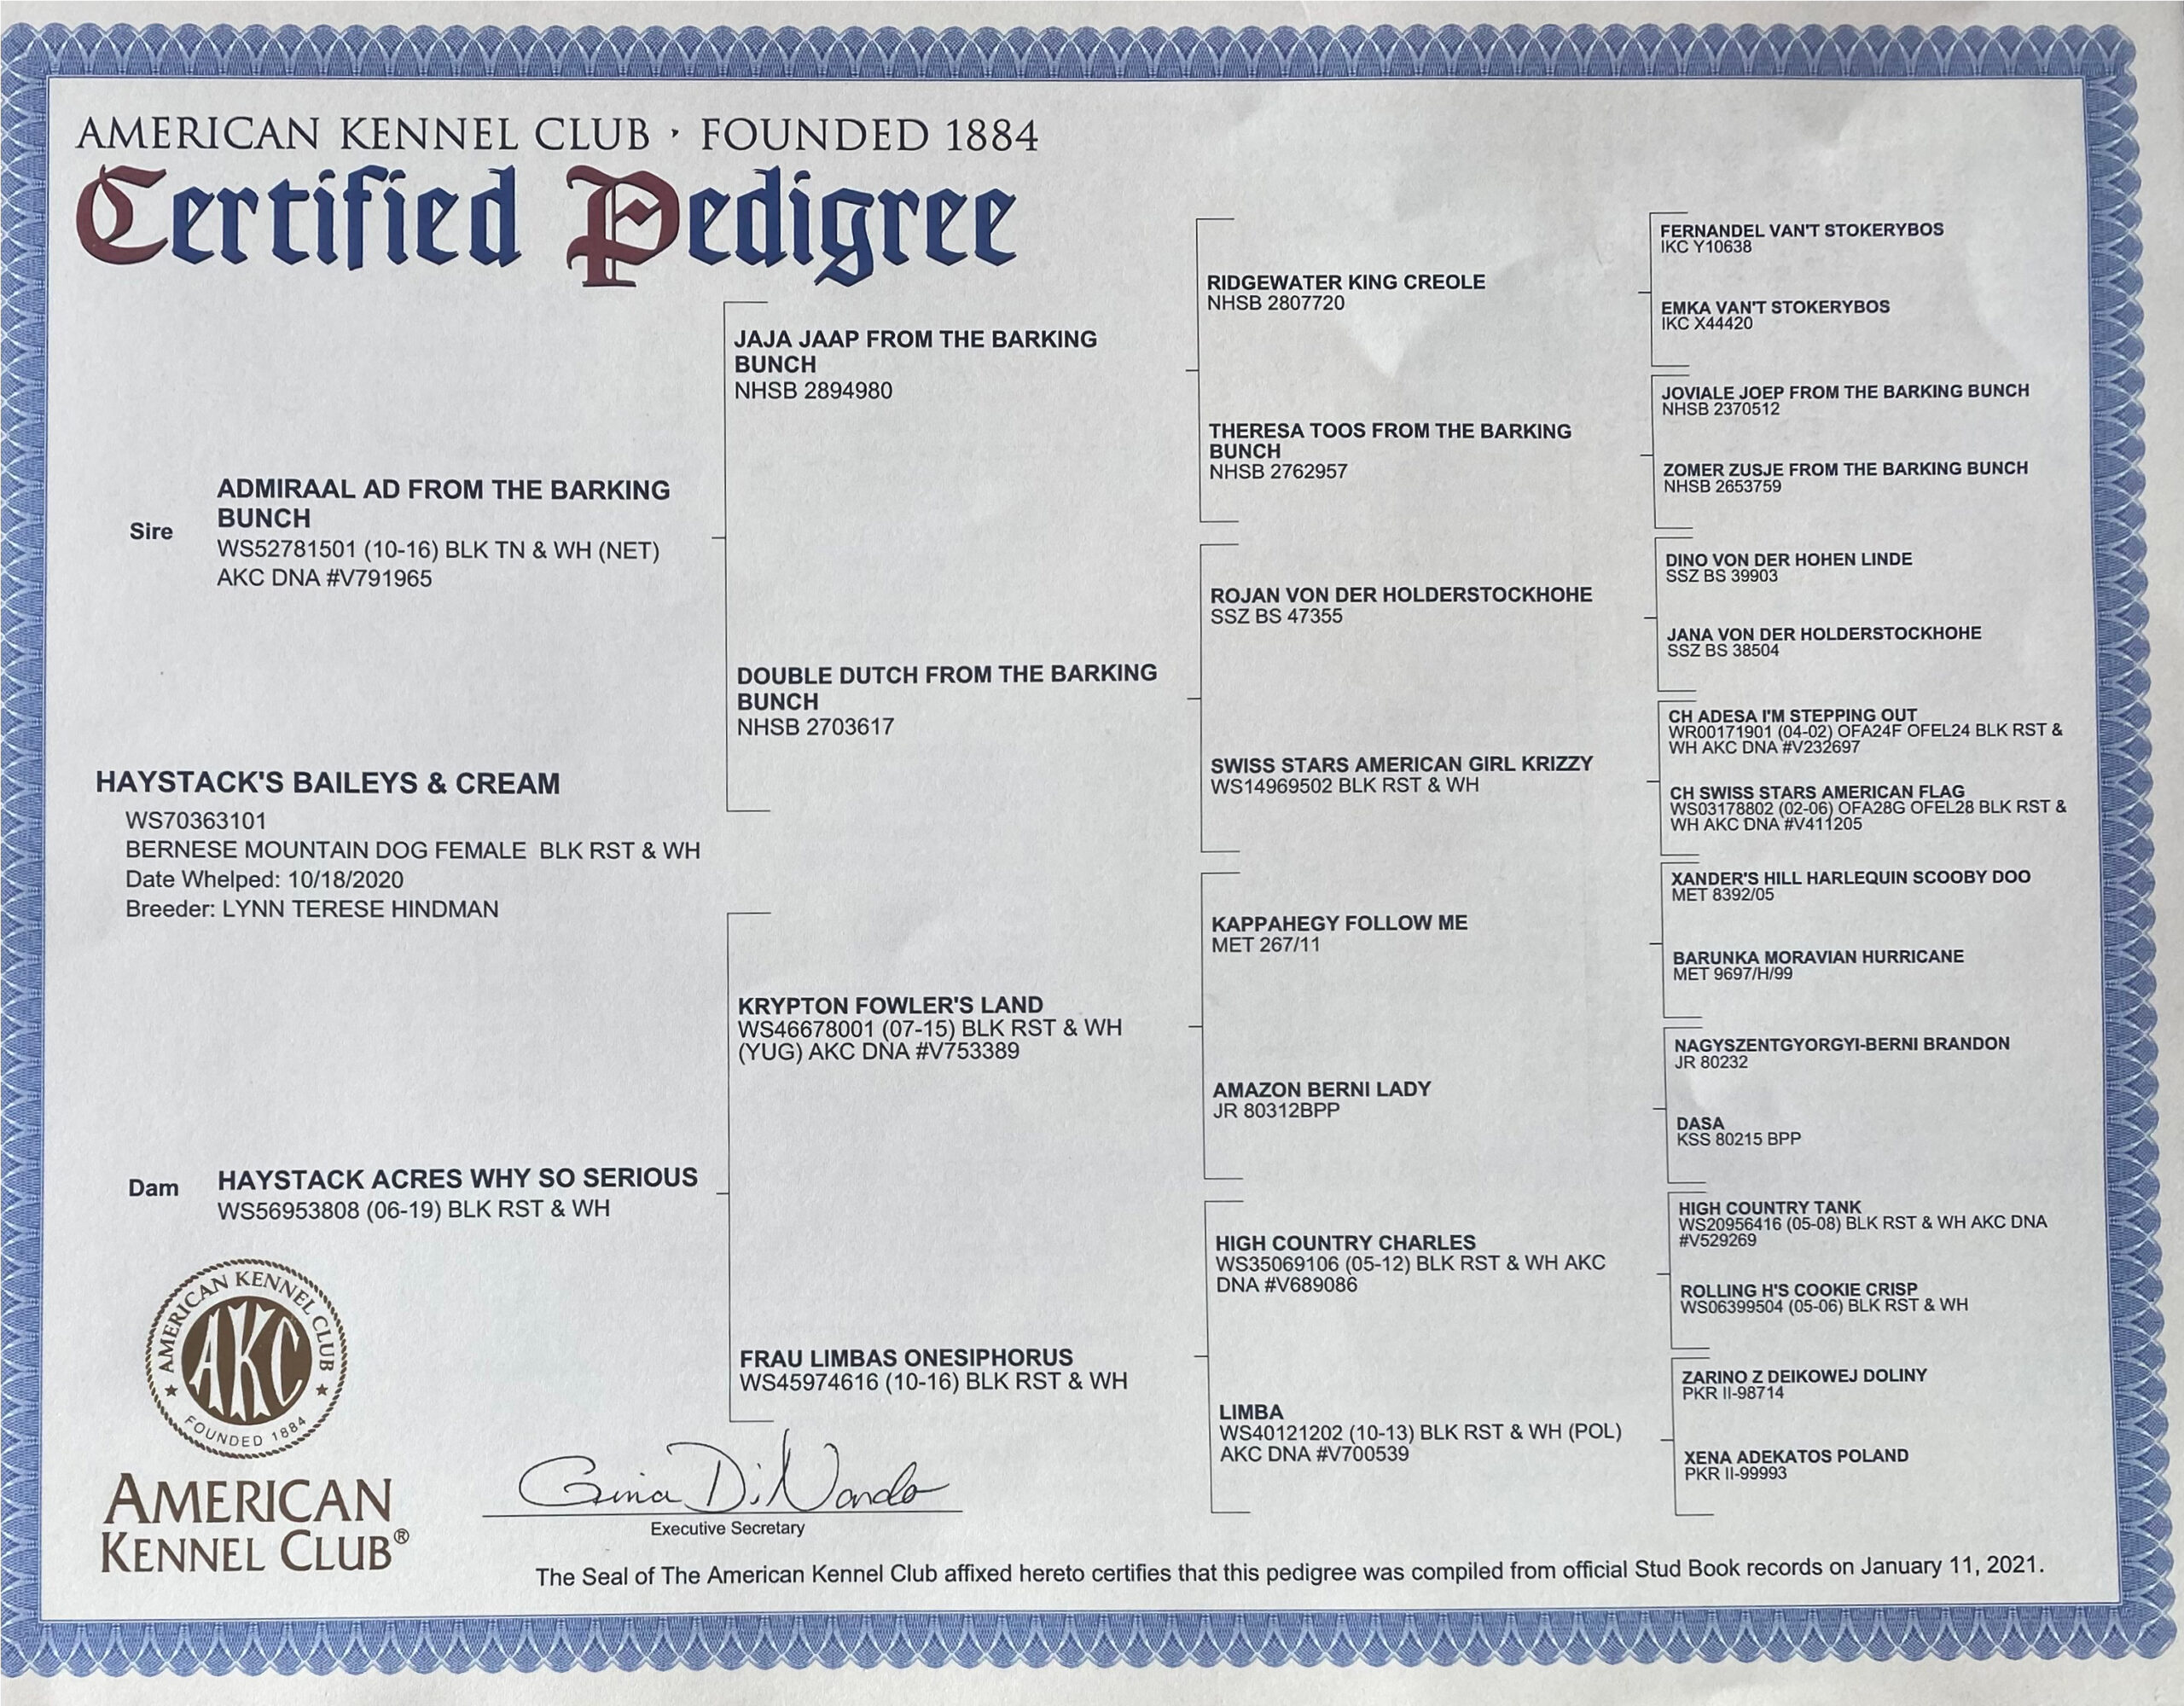 AMERICAN KENNEL CLUB · FOUNDED 1884
Certified Pedigree
Sire
ADMIRAAL AD FROM THE BARKING
BUNCH
WS52781501 (10-16) BLK TN & WH (NET)
AKC DNA #V791965
HAYSTACK'S BAILEYS & CREAM
WS70363101
BERNESE MOUNTAIN DOG FEMALE BLK RST & WH
Date Whelped: 10/18/2020
Breeder: LYNN TERESE HINDMAN
Dam
HAYSTACK ACRES WHY SO SERIOUS
WS56953808 (06-19) BLK RST & WH
JAJA JAAP FROM THE BARKING
BUNCH
NHSB 2894980
DOUBLE DUTCH FROM THE BARKING
BUNCH
NHSB 2703617
KRYPTON FOWLER'S LAND
WS46678001 (07-15) BLK RST & WH
(YUG) AKC DNA #V753389
FRAU LIMBAS ONESIPHORUS
WS45974616 (10-16) BLK RST & WH
RIDGEWATER KING CREOLE
NHSB 2807720
THERESA TOOS FROM THE BARKING
BUNCH
NHSB 2762957
ROJAN VON DER HOLDERSTOCKHOHE
SSZ BS 47355
SWISS STARS AMERICAN GIRL KRIZZY
WS14969502 BLK RST & WH
KAPPAHEGY FOLLOW ME
MET 267/11
AMAZON BERNI LADY
JR 80312BPP
HIGH COUNTRY CHARLES
WS35069106 (05-12) BLK RST & WH AKC
DNA #V689086
LIMBA
WS40121202 (10-13) BLK RST & WH (POL)
AKC DNA #V700539
FERNANDEL VAN'T STOKERYBOS
IKC Y10638
EMKA VAN'T STOKERYBOS
IKC X44420
JOVIALE JOEP FROM THE BARKING BUNCH
NHSB 2370512
ZOMER ZUSJE FROM THE BARKING BUNCH
NHSB 2653759
DINO VON DER HOHEN LINDE
SSZ BS 39903
JANA VON DER HOLDERSTOCKHOHE
SSZ BS 38504
CH ADESA I'M STEPPING OUT
WR00171901 (04-02) OFA24F OFEL24 BLK RST &
WH AKC DNA #V232697
CH SWISS STARS AMERICAN FLAG
WS03178802 (02-06) OFA28G OFEL28 BLK RST &
WH AKC DNA #V411205
XANDER'S HILL HARLEQUIN SCOOBY DOO
MET 8392/05
BARUNKA MORAVIAN HURRICANE
MET 9697/H/99
NAGYSZENTGYORGYI-BERNI BRANDON
JR 80232
DASA
KSS 80215 BPP
HIGH COUNTRY TANK
WS20956416 (05-08) BLK RST & WH AKC DNA
#V529269
ROLLING H'S COOKIE CRISP
WS06399504 (05-06) BLK RST & WH
ZARINO Z DEIKOWEJ DOLINY
PKR II-98714
XENA ADEKATOS POLAND
PKR II-99993
AMERICAN KENNEL CLUB
AKC
FOUNDED 1884
AMERICAN
KENNEL CLUB®
Gina DiNardo
Executive Secretary
The Seal of The American Kennel Club affixed hereto certifies that this pedigree was compiled from official Stud Book records on January 11, 2021.